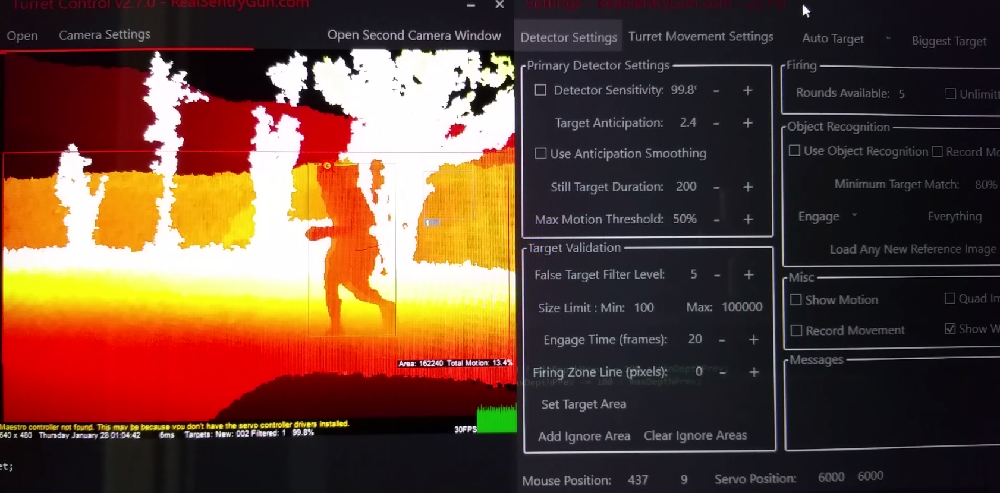 Turret Control v2.7.0 - RealSentryGun.com
Settings - RealSentryGun.com - v2.7.0
Open Camera Settings Open Second Camera Window
Detector Settings Turret Movement Settings Auto Target Biggest Target
Primary Detector Settings
Detector Sensitivity: 99.8
Target Anticipation: 2.4 - +
Use Anticipation Smoothing
Still Target Duration: 200 - +
Max Motion Threshold: 50% - +
Target Validation
False Target Filter Level: 5 - +
Size Limit : Min: 100 Max: 100000
Engage Time (frames): 20 - +
Firing Zone Line (pixels): 0 - +
Set Target Area
Add Ignore Area Clear Ignore Areas
Firing
Rounds Available: 5 Unlimit
Object Recognition
Use Object Recognition Record Mo
Minimum Target Match: 80%
Engage Everything
Load Any New Reference Image
Misc
Show Motion Quad Im
Record Movement Show W
Messages
Mouse Position: 437 9 Servo Position: 6000 6000
1
Area: 162240 Total Motion: 13.4%
Maestro controller not found. This may be because you don't have the servo controller drivers installed.
640 x 480 Thursday January 28 01:04:42 6ms Targets: New: 002 Filtered: 1 99.8%
30FPS
et;